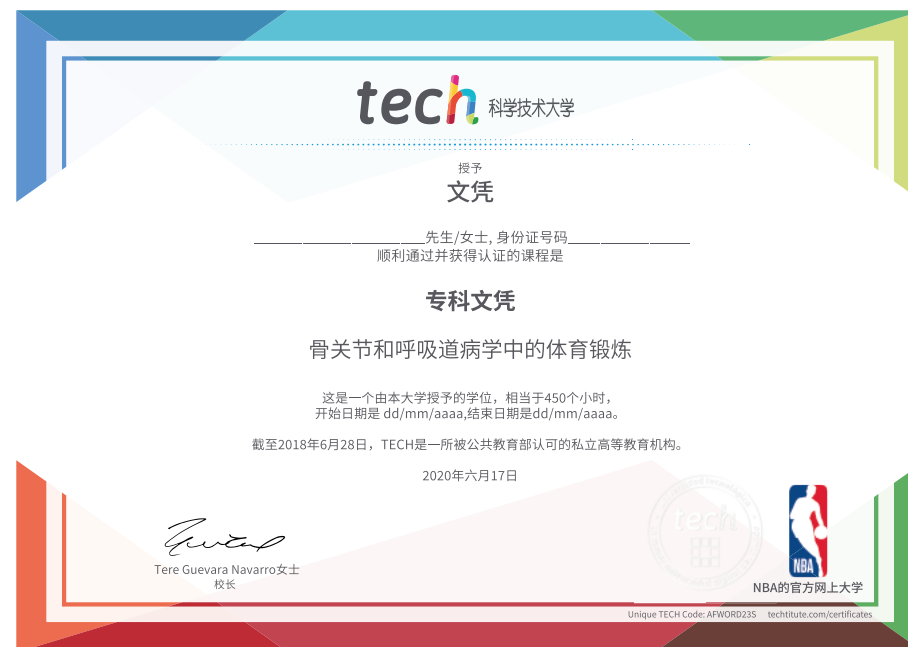 tech 科学技术大学
授予
文凭
先生/女士, 身份证号码
顺利通过并获得认证的课程是
专科文凭
骨关节和呼吸道病学中的体育锻炼
这是一个由本大学授予的学位，相当于450个小时，
开始日期是 dd/mm/aaaa,结束日期是dd/mm/aaaa。
截至2018年6月28日，TECH是一所被公共教育部认可的私立高等教育机构。
2020年六月17日
tech
NBA
Tere Guevara Navarro女士
校长
NBA的官方网上大学
Unique TECH Code: AFWORD23S techtitute.com/certificates